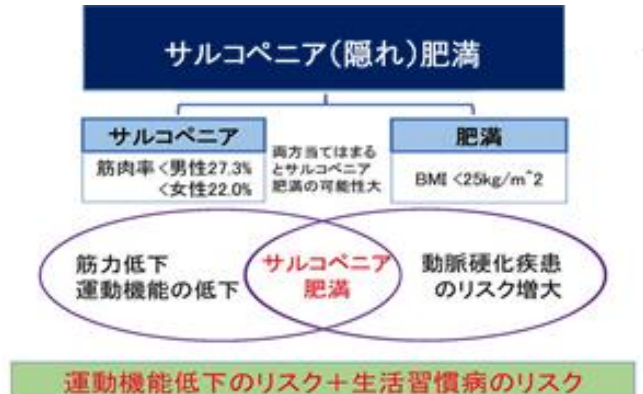 サルコペニア(隠れ)肥満
サルコペニア
筋肉率<男性27.3%
<女性22.0%
両方当てはまる
とサルコペニア
肥満の可能性大
肥満
BMI <25kg/m^2
筋力低下
運動機能の低下
サルコペニア
肥満
動脈硬化疾患
のリスク増大
運動機能低下のリスク+生活習慣病のリスク